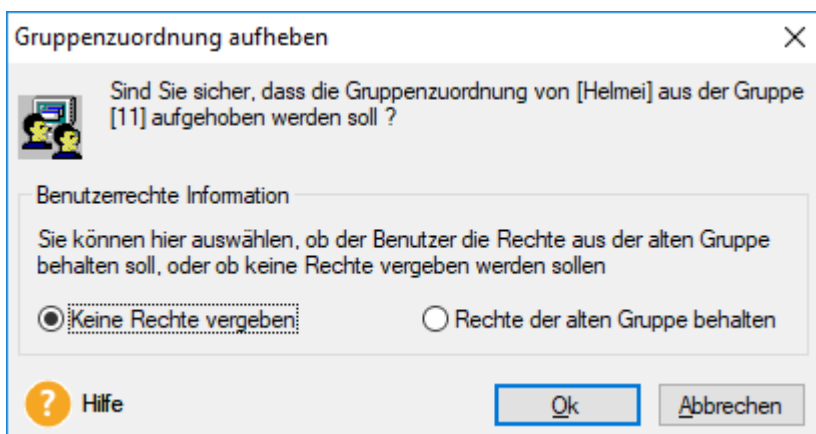 Gruppenzuordnung aufheben
Sind Sie sicher, dass die Gruppenzuordnung von [Helmei] aus der Gruppe
[11] aufgehoben werden soll ?
Benutzerrechte Information
Sie können hier auswählen, ob der Benutzer die Rechte aus der alten Gruppe
behalten soll, oder ob keine Rechte vergeben werden sollen
Keine Rechte vergeben Rechte der alten Gruppe behalten
? Hilfe Ok Abbrechen